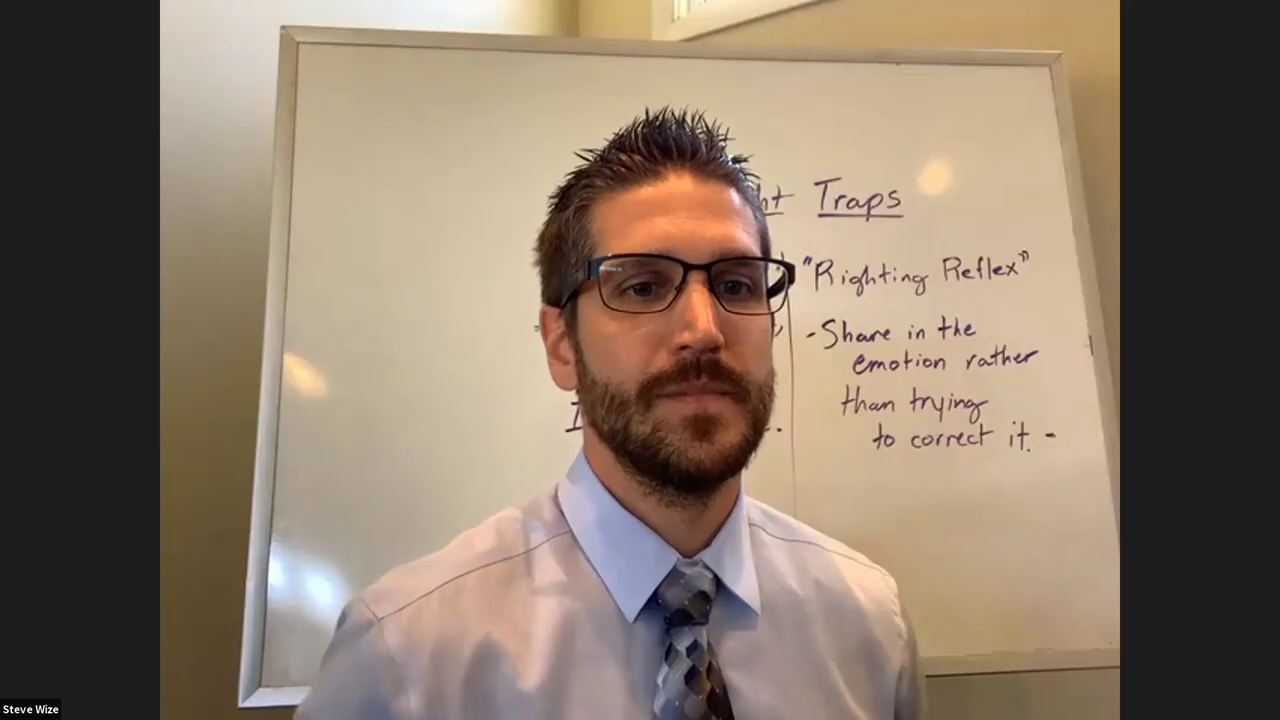 Traps
"Righting Reflex"
- Share in the
emotion rather
than trying
to correct it. -
Steve Wize